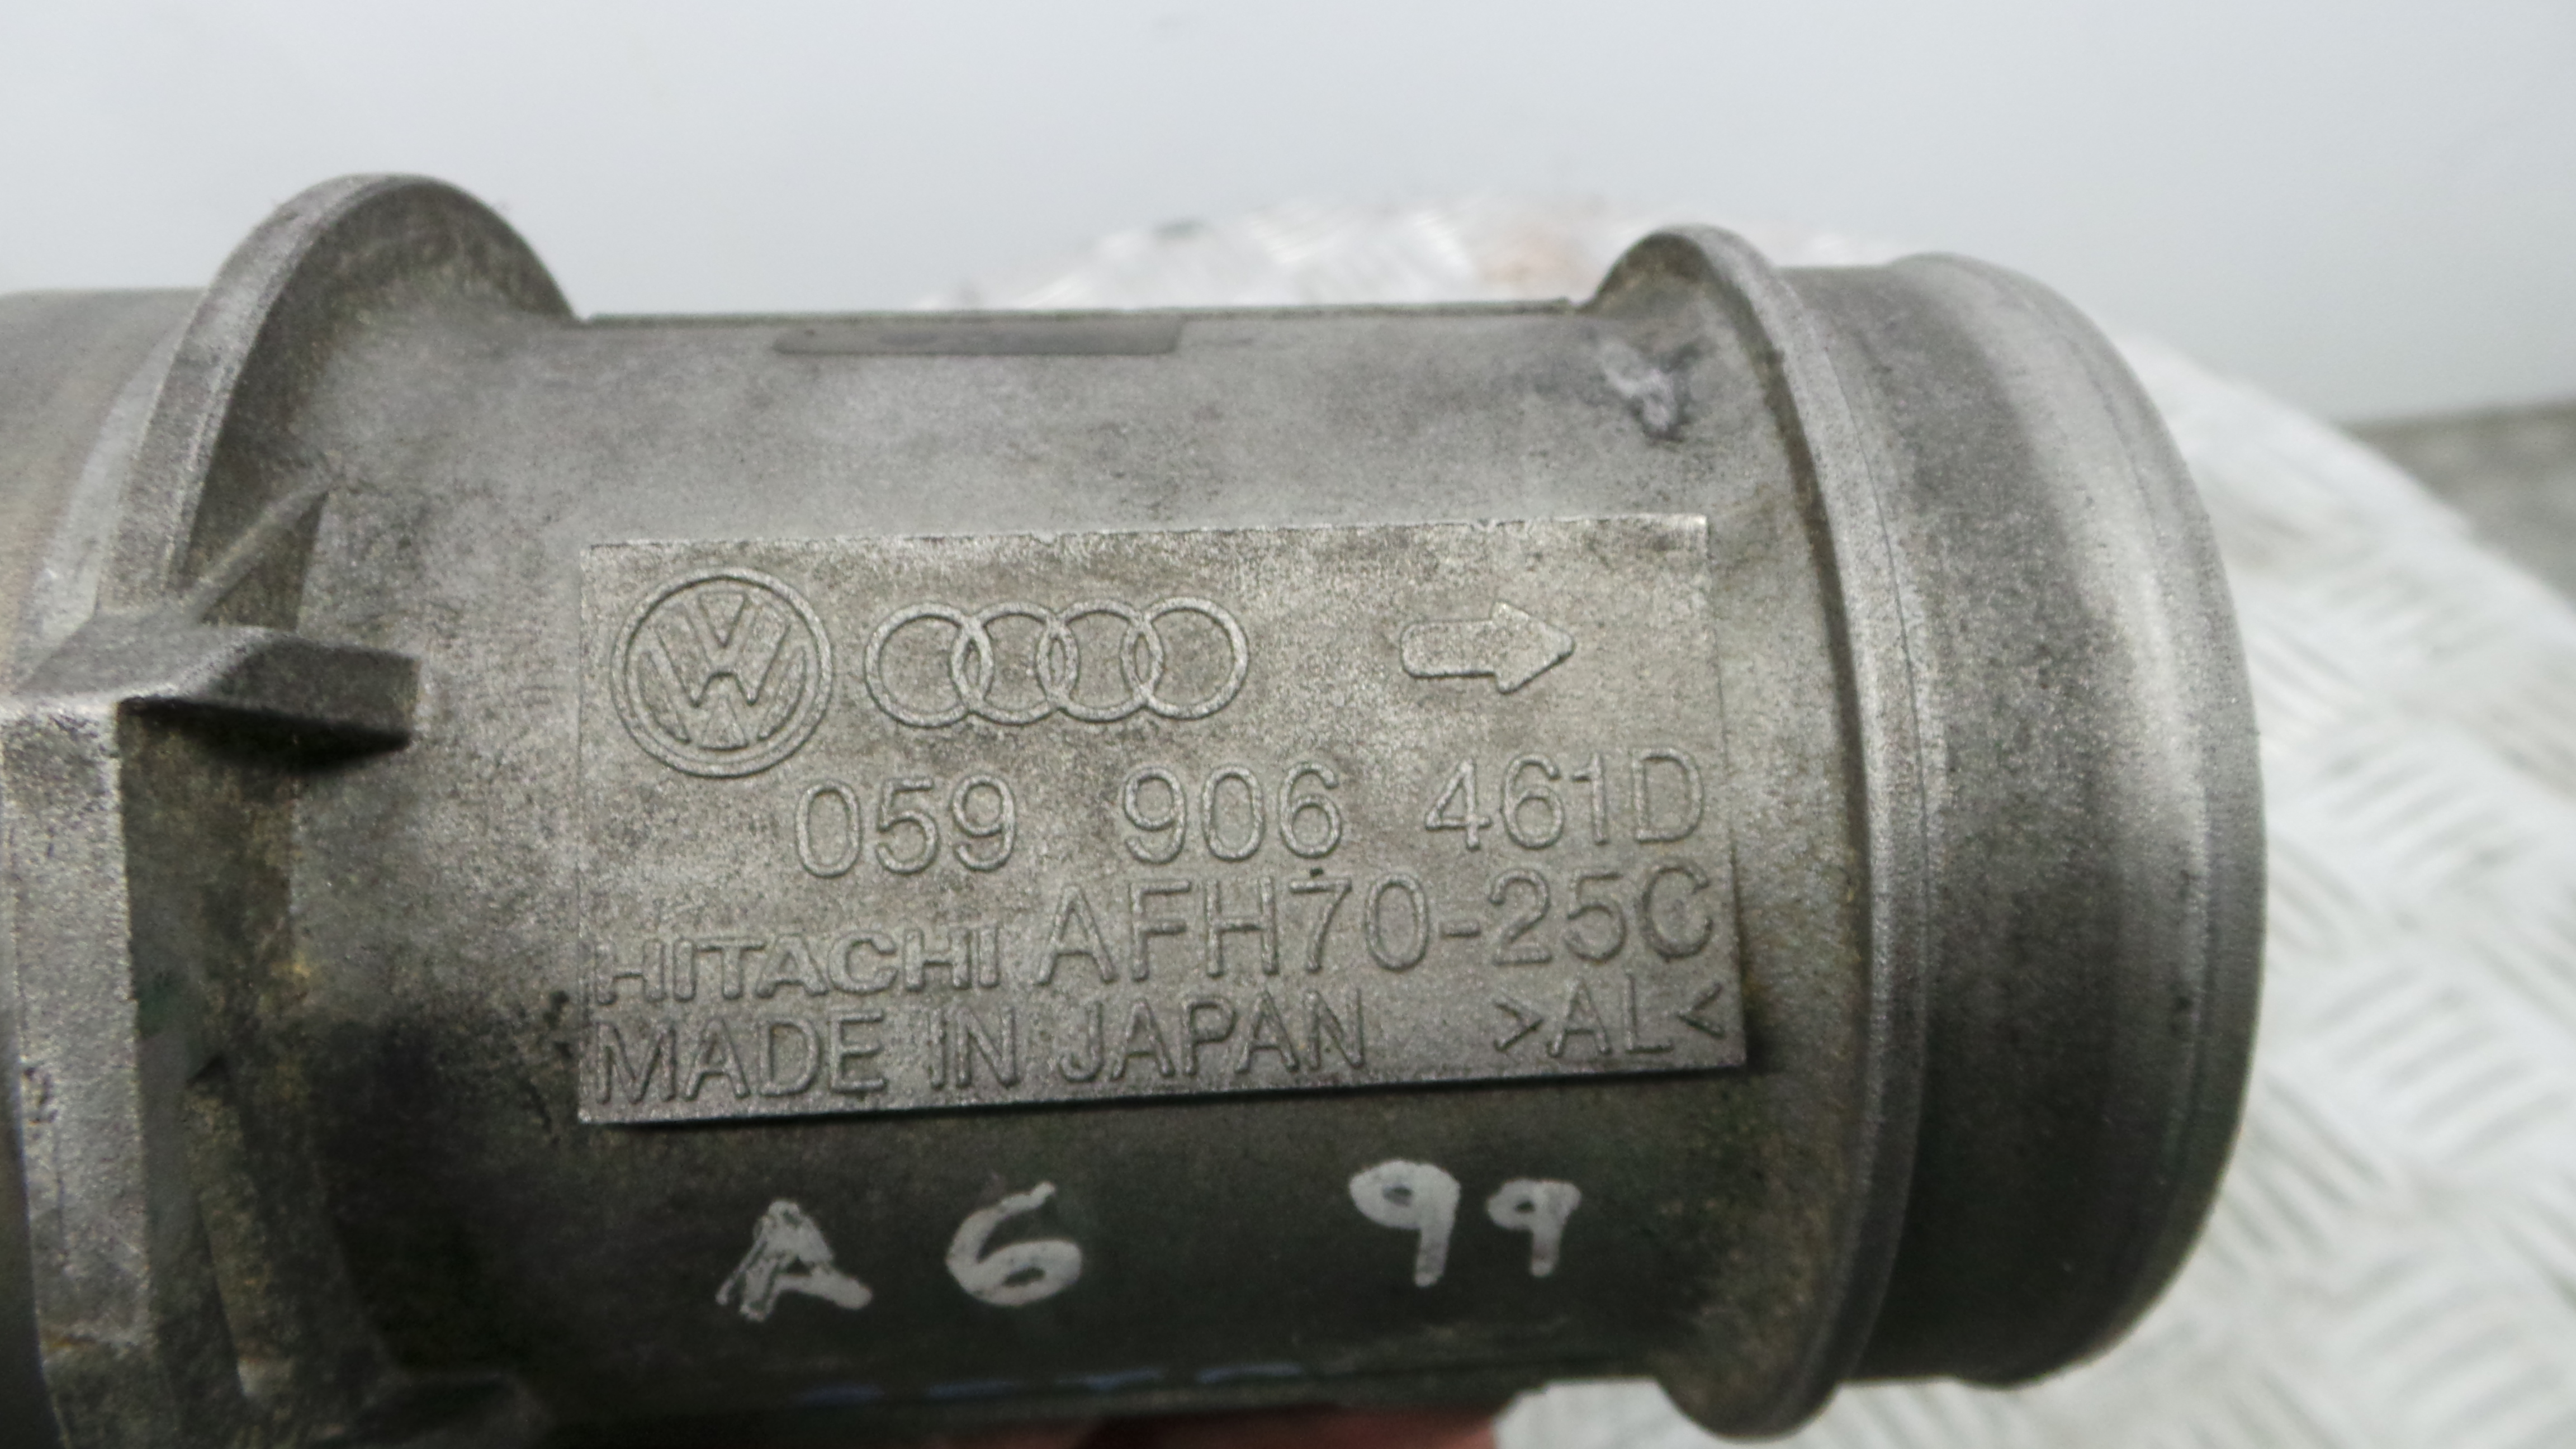 059 906 461D
HITACHI AFH70-25C
MADE IN JAPAN >AL<
A6 99